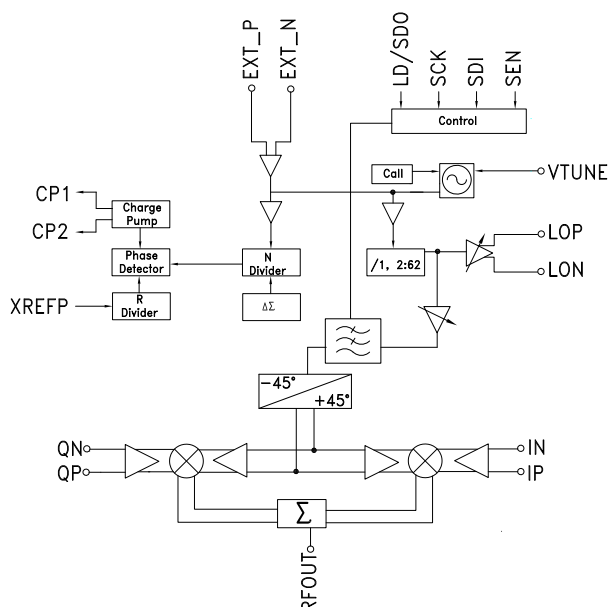 EXT_P
EXT_N
LD/SDO
SCK
SDI
SEN
Control
Call
VTUNE
CP1
CP2
Charge
Pump
Phase
Detector
N
Divider
/1, 2:62
LOP
LON
XREFP
R
Divider
ΔΣ
-45°
+45°
QN
QP
IN
IP
Σ
RFOUT